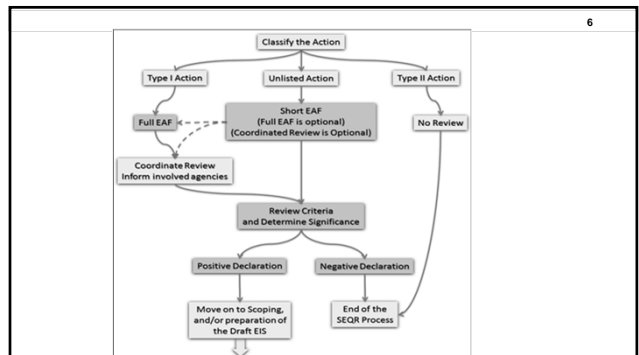 6
Classify the Action
Type I Action
Unlisted Action
Type II Action
Full EAF
Short EAF
(Full EAF is optional)
(Coordinated Review is Optional)
No Review
Coordinate Review
Inform involved agencies
Review Criteria
and Determine Significance
Positive Declaration
Negative Declaration
Move on to Scoping,
and/or preparation of
the Draft EIS
End of the
SEQR Process